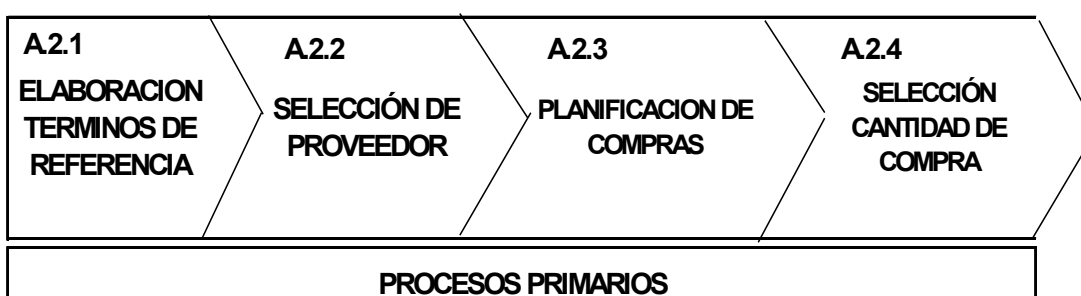 A.2.1
ELABORACION
TERMINOS DE
REFERENCIA
A.2.2
SELECCIÓN DE
PROVEEDOR
A.2.3
PLANIFICACION DE
COMPRAS
A.2.4
SELECCIÓN
CANTIDAD DE
COMPRA
PROCESOS PRIMARIOS